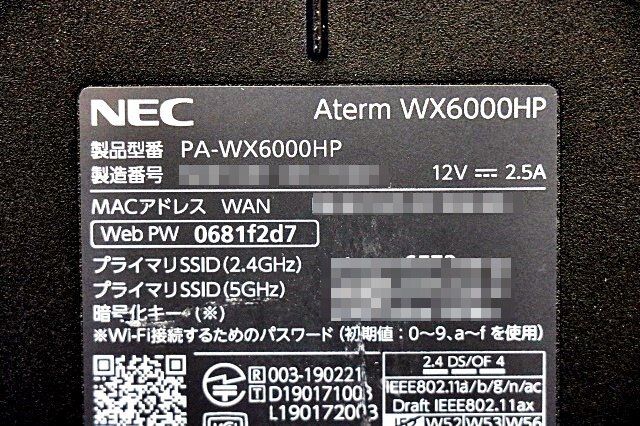 NEC Aterm WX6000HP
製品型番 PA-WX6000HP
製造番号 12V 2.5A
MACアドレス WAN
Web PW 0681f2d7
プライマリSSID(2.4GHz)
プライマリSSID(5GHz)
暗号化キー(※)
※Wi-Fi接続するためのパスワード(初期値:0～9、a～fを使用)
R 003-190221
T D190171003
L190172003
2.4 DS/OF 4
IEEE802.11a/b/g/n/ac
Draft IEEE802.11ax
W52 W53 W56